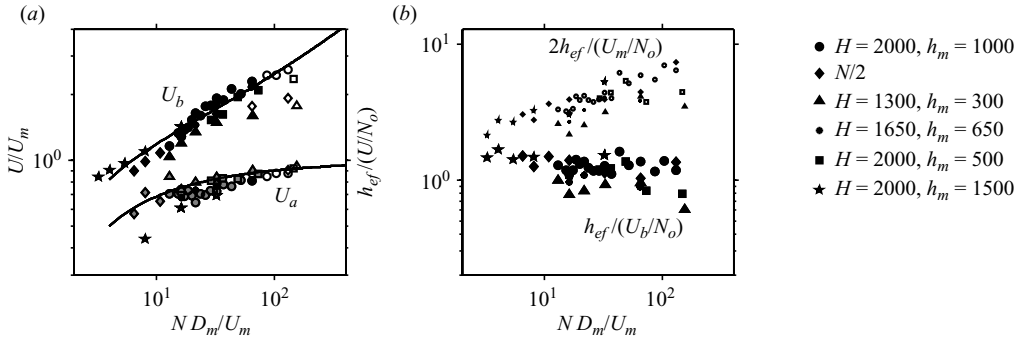 (a)
U/U_m
10^0
U_b
U_a
10^1
10^2
N D_m/U_m
(b)
h_ef/(U/N_o)
10^1
10^0
2h_ef/(U_m/N_o)
h_ef/(U_b/N_o)
10^1
10^2
N D_m/U_m
H = 2000, h_m = 1000
N/2
H = 1300, h_m = 300
H = 1650, h_m = 650
H = 2000, h_m = 500
H = 2000, h_m = 1500